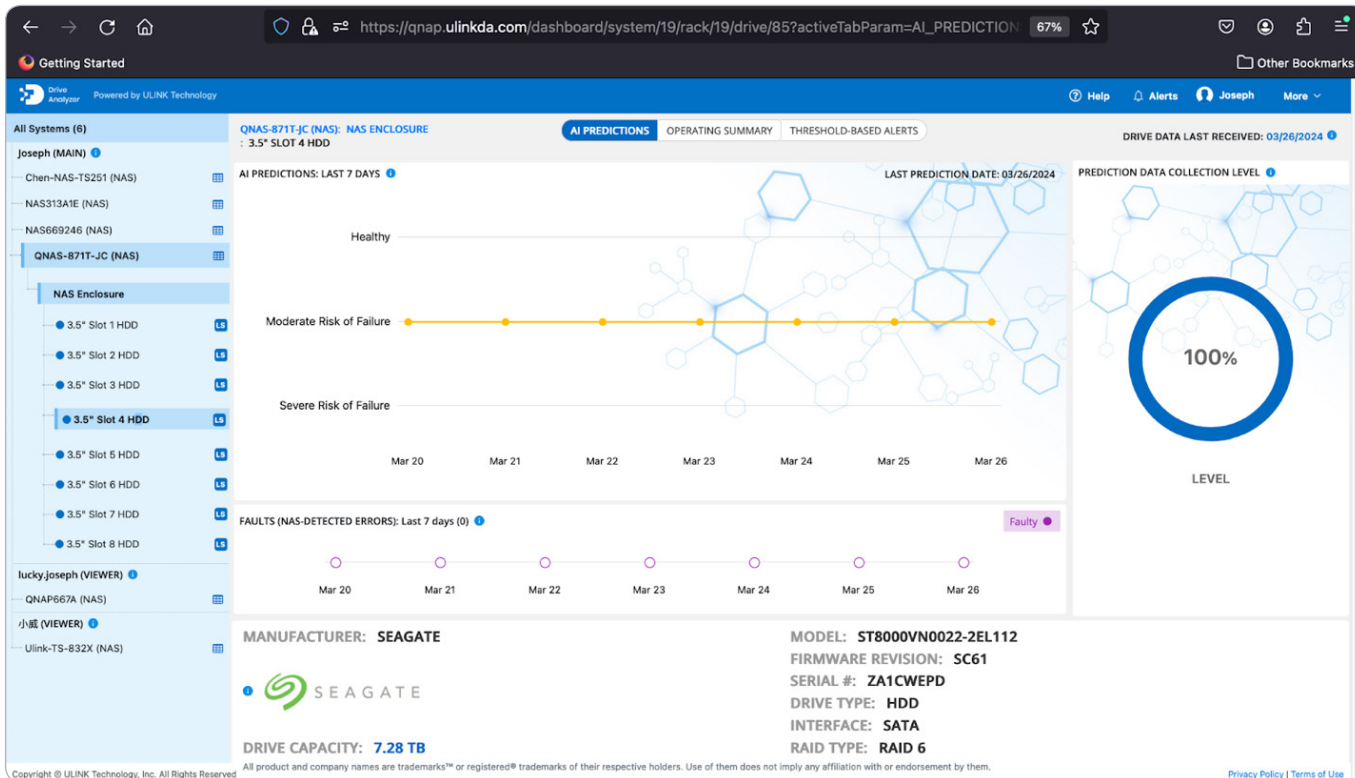 https://qnap.ulinkda.com/dashboard/system/19/rack/19/drive/85?activeTabParam=AI_PREDICTION
67%
Getting Started
Other Bookmarks
Drive Analyzer
Powered by ULINK Technology
Help
Alerts
Joseph
More
All Systems (6)
Joseph (MAIN)
Chen-NAS-TS251 (NAS)
NAS313A1E (NAS)
NAS669246 (NAS)
QNAS-871T-JC (NAS)
NAS Enclosure
3.5" Slot 1 HDD LS
3.5" Slot 2 HDD LS
3.5" Slot 3 HDD LS
3.5" Slot 4 HDD LS
3.5" Slot 5 HDD LS
3.5" Slot 6 HDD LS
3.5" Slot 7 HDD LS
3.5" Slot 8 HDD LS
lucky.joseph (VIEWER)
QNAP667A (NAS)
小威 (VIEWER)
Ulink-TS-832X (NAS)
QNAS-871T-JC (NAS): NAS ENCLOSURE
: 3.5" SLOT 4 HDD
AI PREDICTIONS
OPERATING SUMMARY
THRESHOLD-BASED ALERTS
DRIVE DATA LAST RECEIVED: 03/26/2024
AI PREDICTIONS: LAST 7 DAYS
LAST PREDICTION DATE: 03/26/2024
Healthy
Moderate Risk of Failure
Severe Risk of Failure
Mar 20 Mar 21 Mar 22 Mar 23 Mar 24 Mar 25 Mar 26
PREDICTION DATA COLLECTION LEVEL
100%
LEVEL
FAULTS (NAS-DETECTED ERRORS): Last 7 days (0)
Faulty
Mar 20 Mar 21 Mar 22 Mar 23 Mar 24 Mar 25 Mar 26
MANUFACTURER: SEAGATE
SEAGATE
DRIVE CAPACITY: 7.28 TB
MODEL: ST8000VN0022-2EL112
FIRMWARE REVISION: SC61
SERIAL #: ZA1CWEPD
DRIVE TYPE: HDD
INTERFACE: SATA
RAID TYPE: RAID 6
All product and company names are trademarks™ or registered® trademarks of their respective holders. Use of them does not imply any affiliation with or endorsement by them.
Copyright © ULINK Technology, Inc. All Rights Reserved
Privacy Policy | Terms of Use